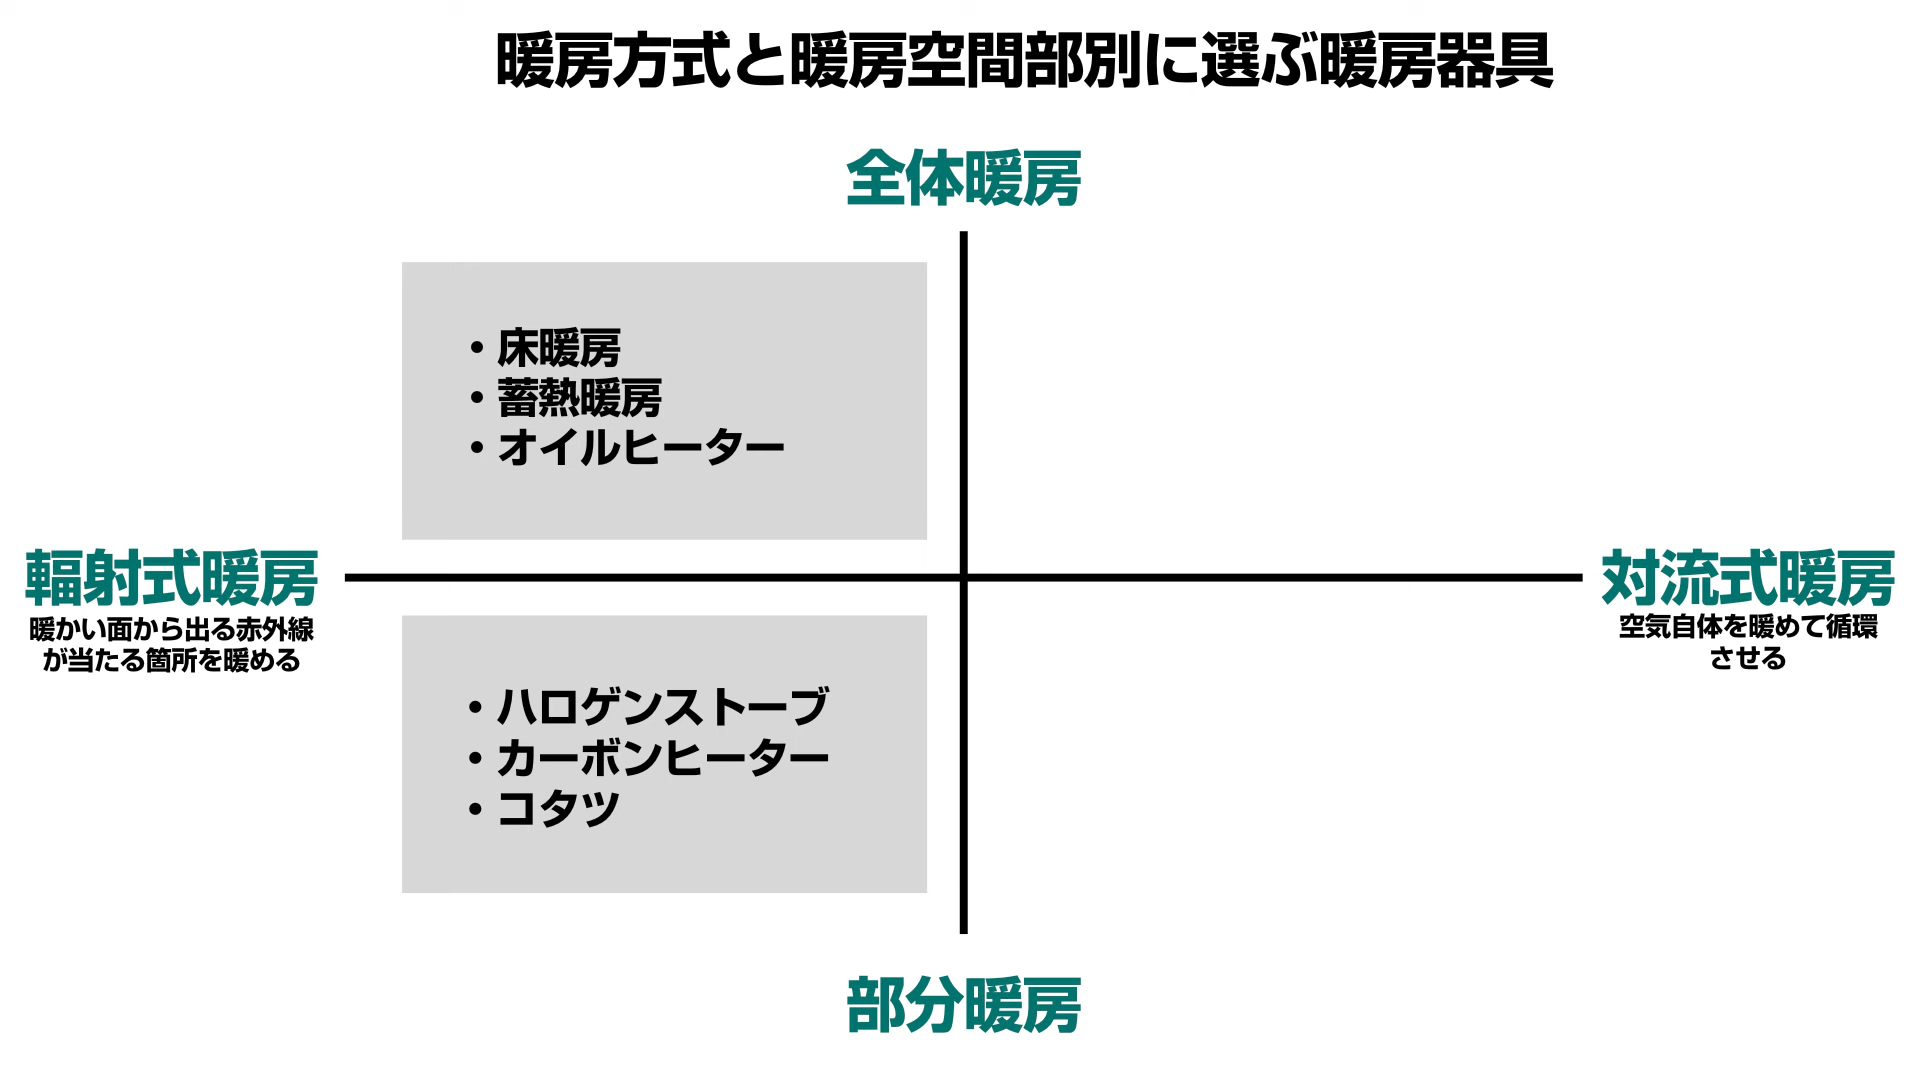 暖房方式と暖房空間部別に選ぶ暖房器具
全体暖房
・床暖房
・蓄熱暖房
・オイルヒーター
輻射式暖房
暖かい面から出る赤外線
が当たる箇所を暖める
対流式暖房
空気自体を暖めて循環
させる
・ハロゲンストーブ
・カーボンヒーター
・コタツ
部分暖房